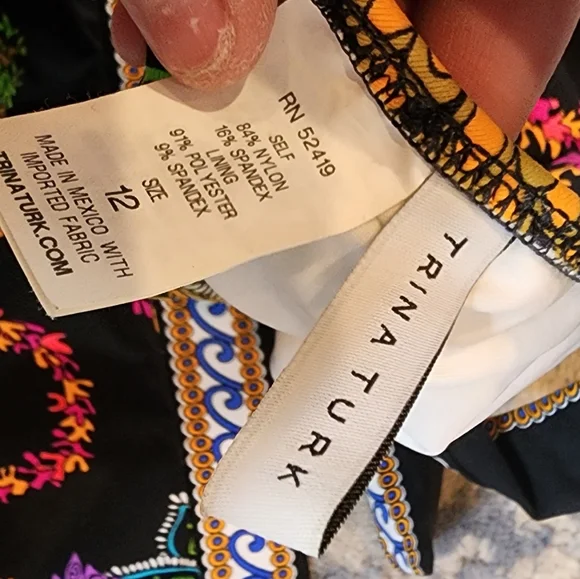 RN 52419
SELF
84% NYLON
16% SPANDEX
LINING
91% POLYESTER
9% SPANDEX
SIZE
12
MADE IN MEXICO WITH
IMPORTED FABRIC
TRINATURK.COM
TRINA TURK